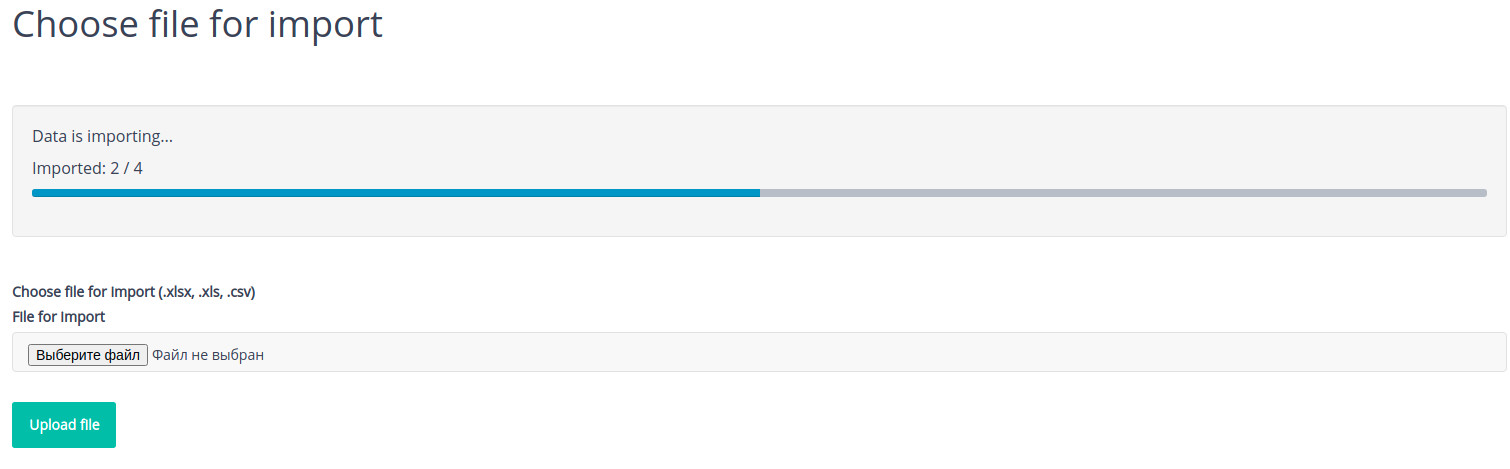 Choose file for import
Data is importing...
Imported: 2 / 4
Choose file for Import (.xlsx, .xls, .csv)
File for Import
Выберите файл Файл не выбран
Upload file